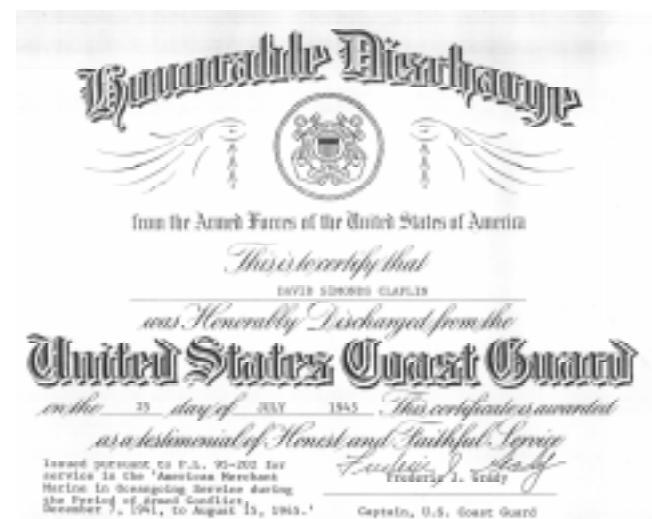 Honorable Discharge
from the Armed Forces of the United States of America
This is to certify that
DAVID SIMONDS CLAFLIN
was Honorably Discharged from the
United States Coast Guard
on the 25 day of JULY 1945 This certificate is awarded
as a testimonial of Honest and Faithful Service
Issued pursuant to P.L. 95-202 for
service in the 'American Merchant
Marine in Oceangoing Service during
the Period of Armed Conflict,
December 7, 1941, to August 15, 1945.'
Frederic J. Grady
Frederic J. Grady
Captain, U.S. Coast Guard